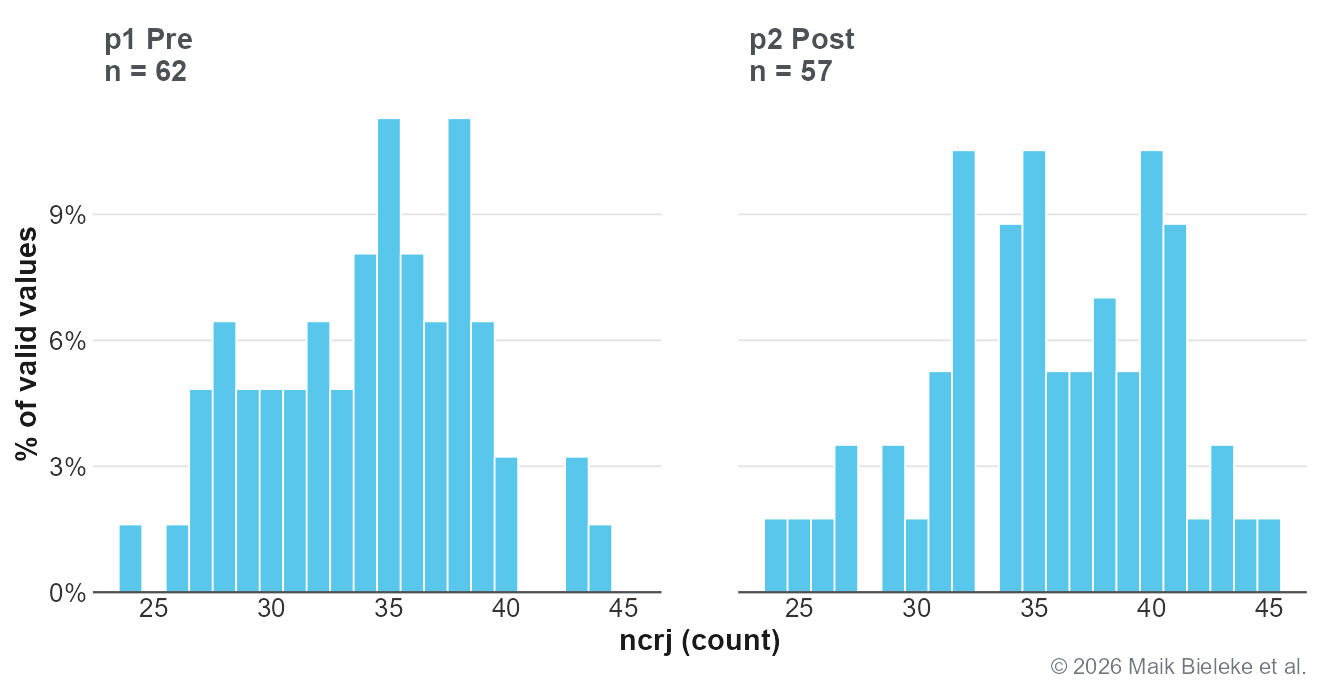 p1 Pre
n = 62
p2 Post
n = 57
% of valid values
9%
6%
3%
0%
25 30 35 40 45
25 30 35 40 45
ncrj (count)
© 2026 Maik Bieleke et al.